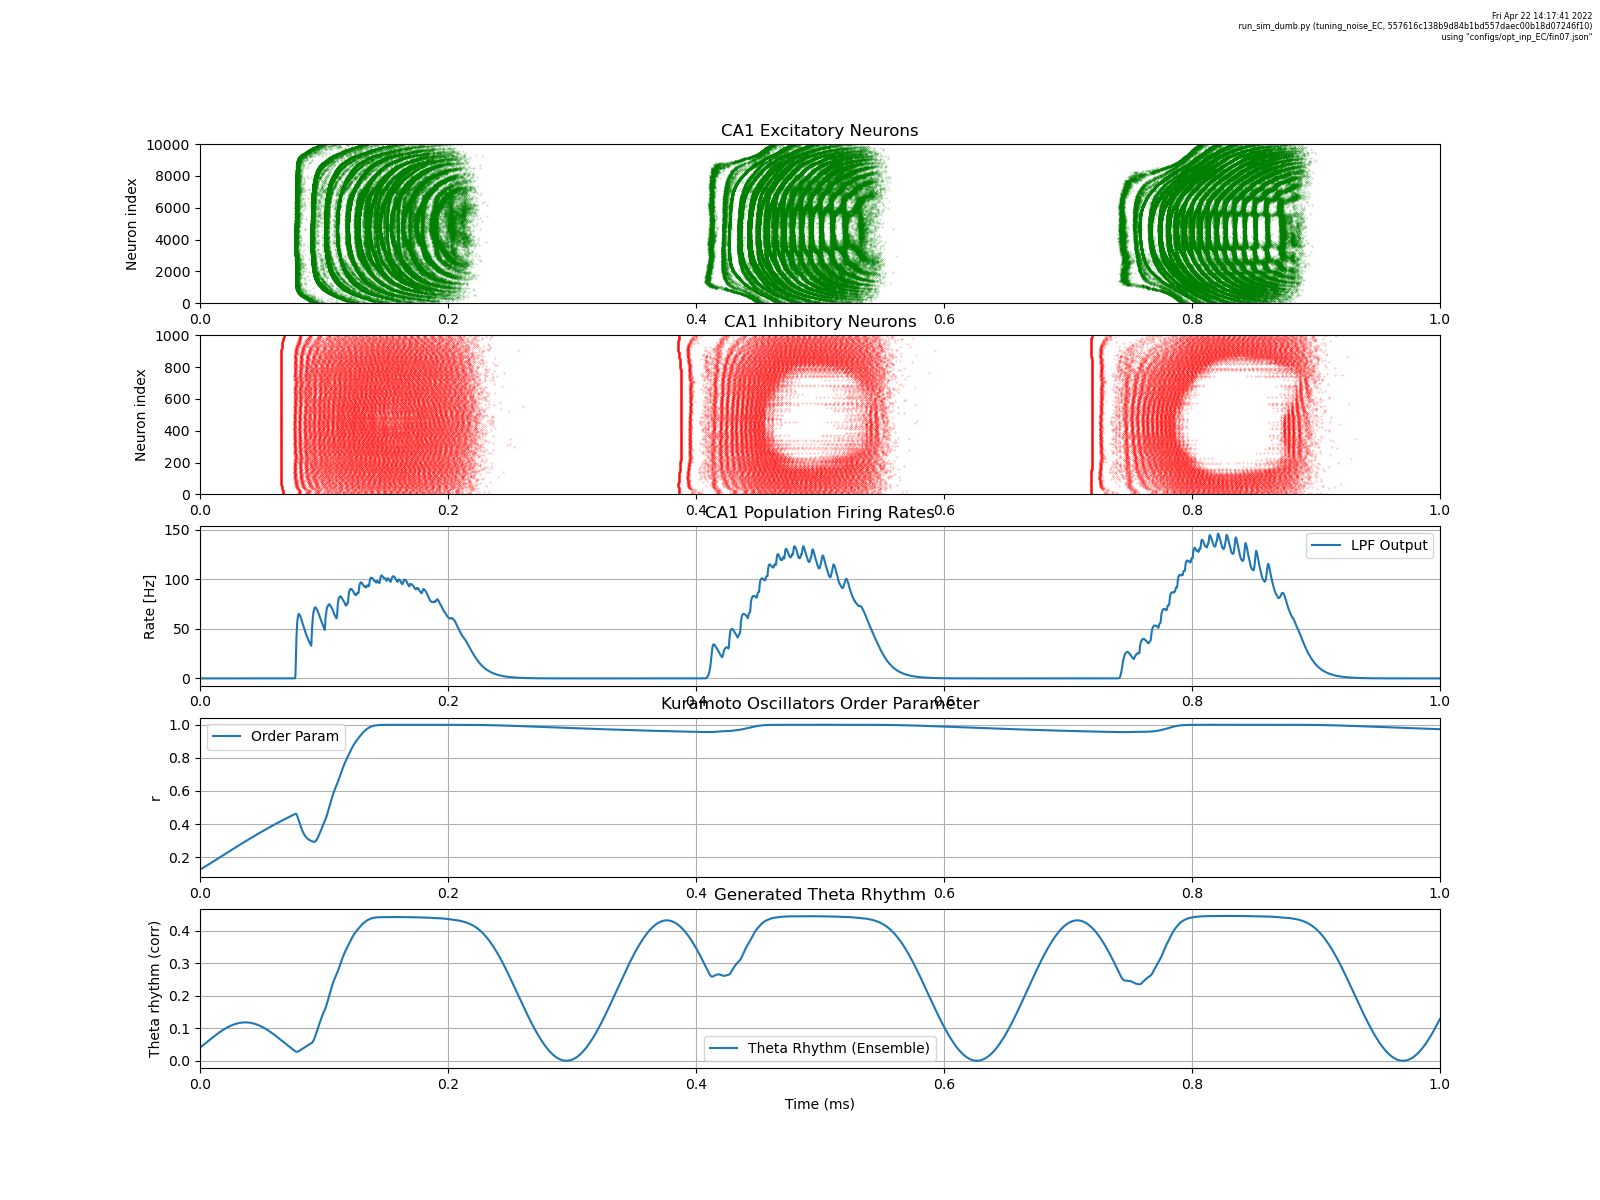 Fri Apr 22 14:17:41 2022
run_sim_dumb.py (tuning_noise_EC, 557616c138b9d84b1bd557daec00b18d07246f10)
using "configs/opt_inp_EC/fin07.json"
CA1 Excitatory Neurons
Neuron index
10000
8000
6000
4000
2000
0
0.0 0.2 0.4 0.6 0.8 1.0
CA1 Inhibitory Neurons
Neuron index
1000
800
600
400
200
0
0.0 0.2 0.4 0.6 0.8 1.0
CA1 Population Firing Rates
Rate [Hz]
150
100
50
0
LPF Output
0.0 0.2 0.4 0.6 0.8 1.0
Kuramoto Oscillators Order Parameter
r
1.0
0.8
0.6
0.4
0.2
Order Param
0.0 0.2 0.4 0.6 0.8 1.0
Generated Theta Rhythm
Theta rhythm (corr)
0.4
0.3
0.2
0.1
0.0
Theta Rhythm (Ensemble)
0.0 0.2 0.4 0.6 0.8 1.0
Time (ms)